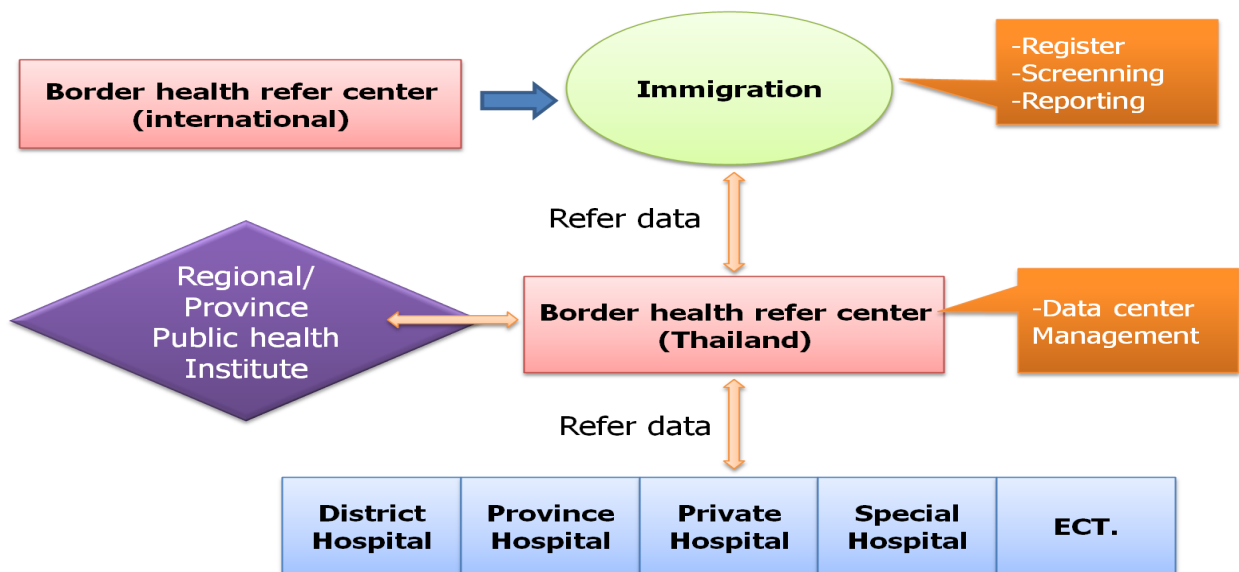 Border health refer center
(international)
Immigration
-Register
-Screenning
-Reporting
Refer data
Regional/
Province
Public health
Institute
Border health refer center
(Thailand)
-Data center
Management
Refer data
District
Hospital
Province
Hospital
Private
Hospital
Special
Hospital
ECT.